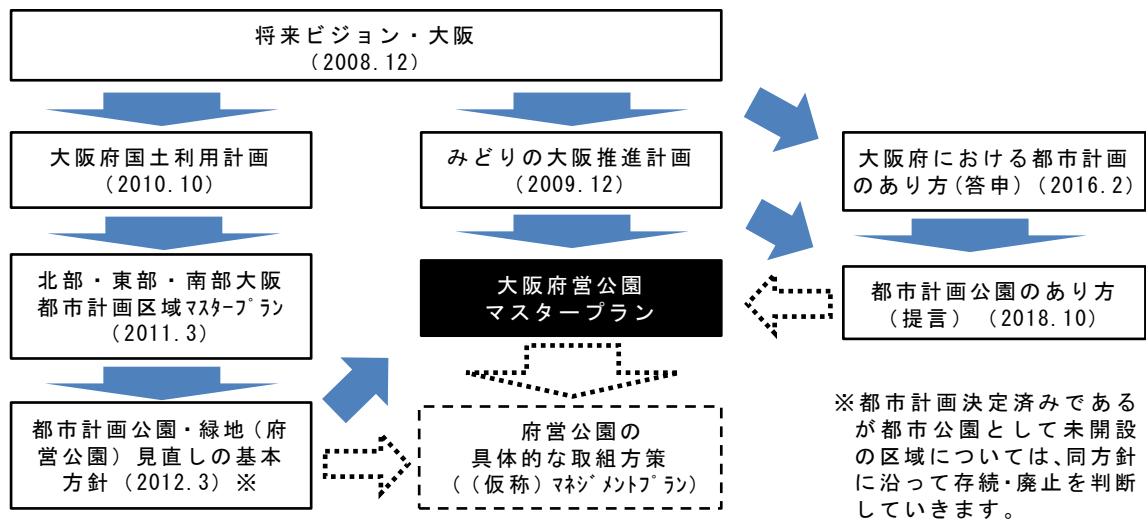 将来ビジョン・大阪
(2008.12)
大阪府国土利用計画
(2010.10)
みどりの大阪推進計画
(2009.12)
大阪府における都市計画
のあり方(答申) (2016.2)
北部・東部・南部大阪
都市計画区域ﾏｽﾀｰﾌﾟﾗﾝ
(2011.3)
大阪府営公園
マスタープラン
都市計画公園のあり方
(提言) (2018.10)
都市計画公園・緑地(府
営公園)見直しの基本
方針(2012.3)※
府営公園の
具体的な取組方策
((仮称)ﾏﾈｼﾞﾒﾝﾄﾌﾟﾗﾝ)
※都市計画決定済みであるが都市公園として未開設の区域については、同方針に沿って存続・廃止を判断していきます。